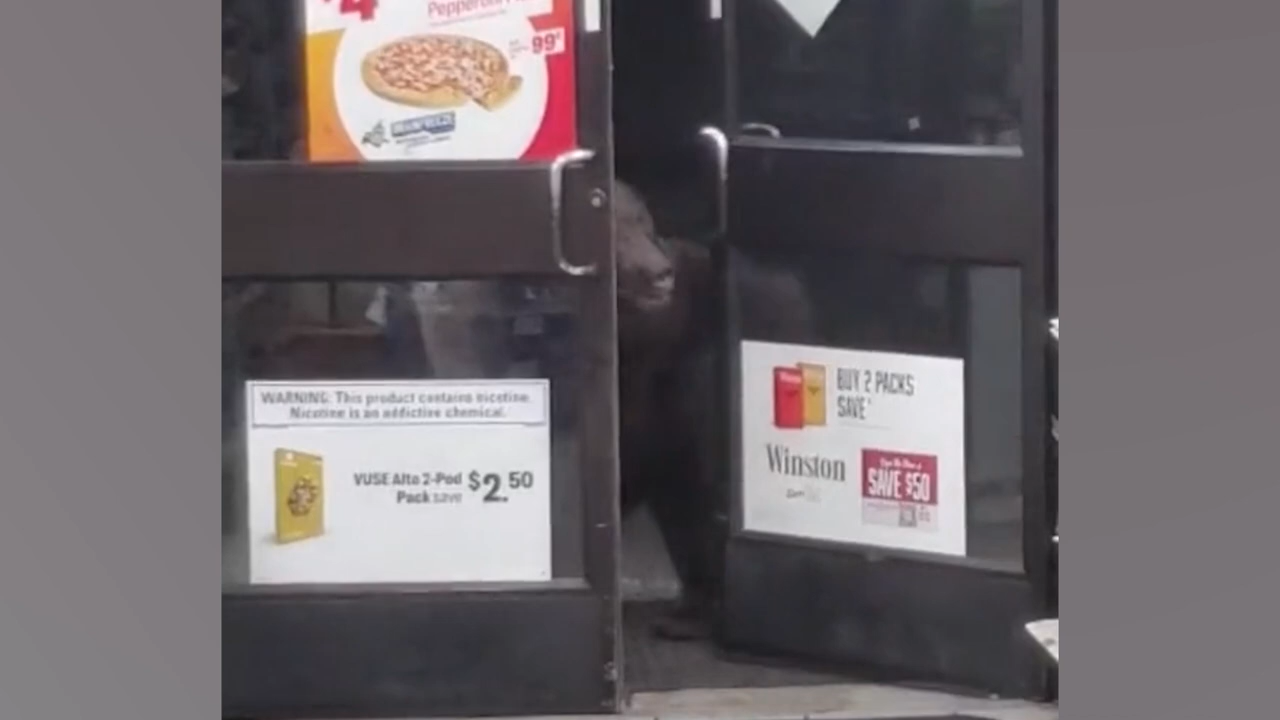 $4
Pepperoni
99¢
WARNING: This product contains nicotine.
Nicotine is an addictive chemical.
VUSE Alto 2-Pod
Pack save
$2.50
BUY 2 PACKS
SAVE*
Winston
SAVE $50